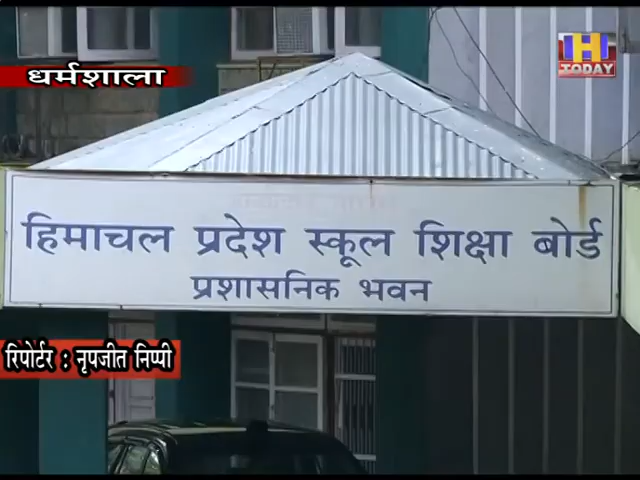 H
TODAY
धर्मशाला
हिमाचल प्रदेश स्कूल शिक्षा बोर्ड
प्रशासनिक भवन
रिपोर्टर : नृपजीत निप्पी